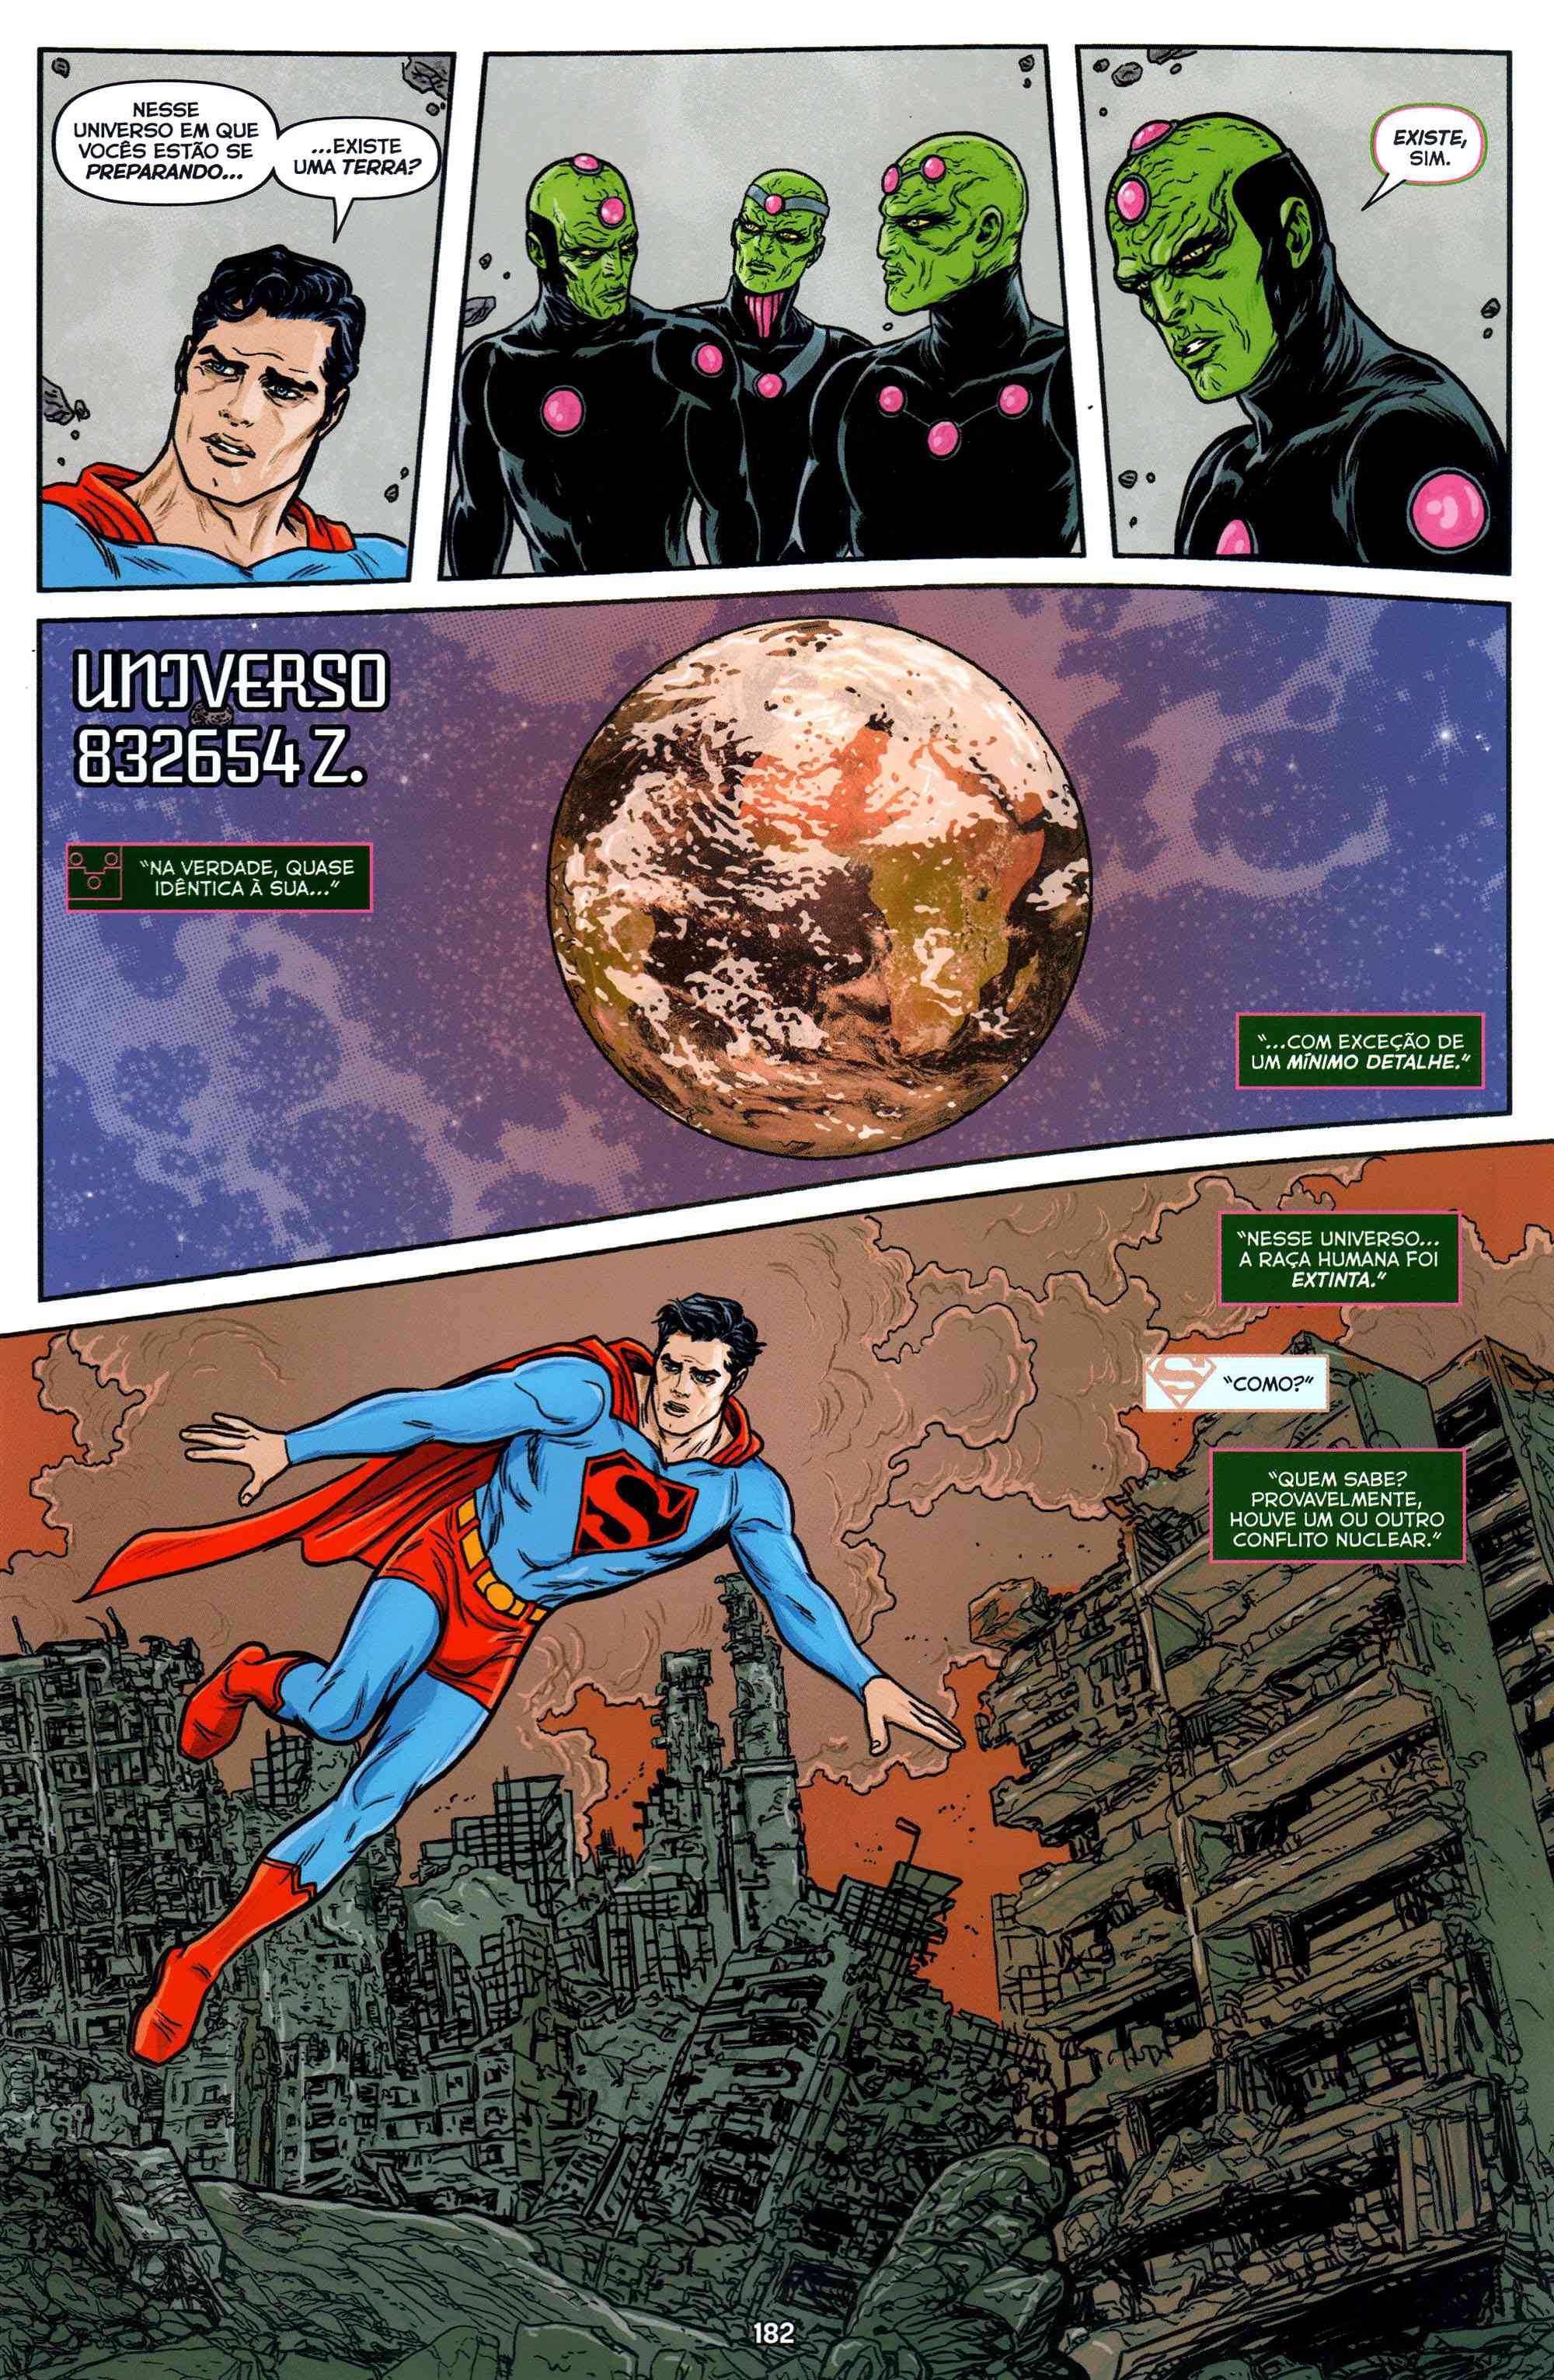 NESSE
UNIVERSO EM QUE
VOCÊS ESTÃO SE
PREPARANDO...
...EXISTE
UMA TERRA?
EXISTE,
SIM.
UNIVERSO
832654 Z.
"NA VERDADE, QUASE
IDÊNTICA À SUA..."
"...COM EXCEÇÃO DE
UM MÍNIMO DETALHE."
"NESSE UNIVERSO...
A RAÇA HUMANA FOI
EXTINTA."
S "COMO?"
"QUEM SABE?
PROVAVELMENTE,
HOUVE UM OU OUTRO
CONFLITO NUCLEAR."
S
182